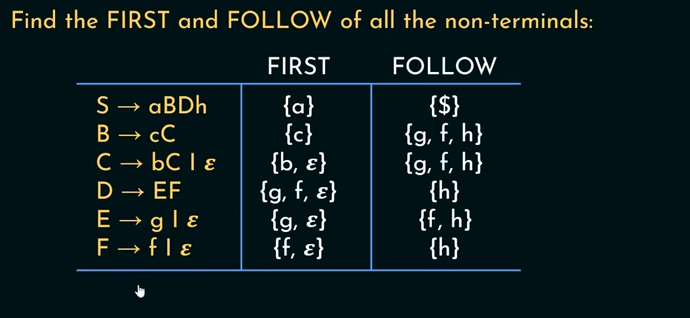 Find the FIRST and FOLLOW of all the non-terminals:
FIRST FOLLOW
S → aBDh {a} {$}
B → cC {c} {g, f, h}
C → bC | ε {b, ε} {g, f, h}
D → EF {g, f, ε} {h}
E → g | ε {g, ε} {f, h}
F → f | ε {f, ε} {h}